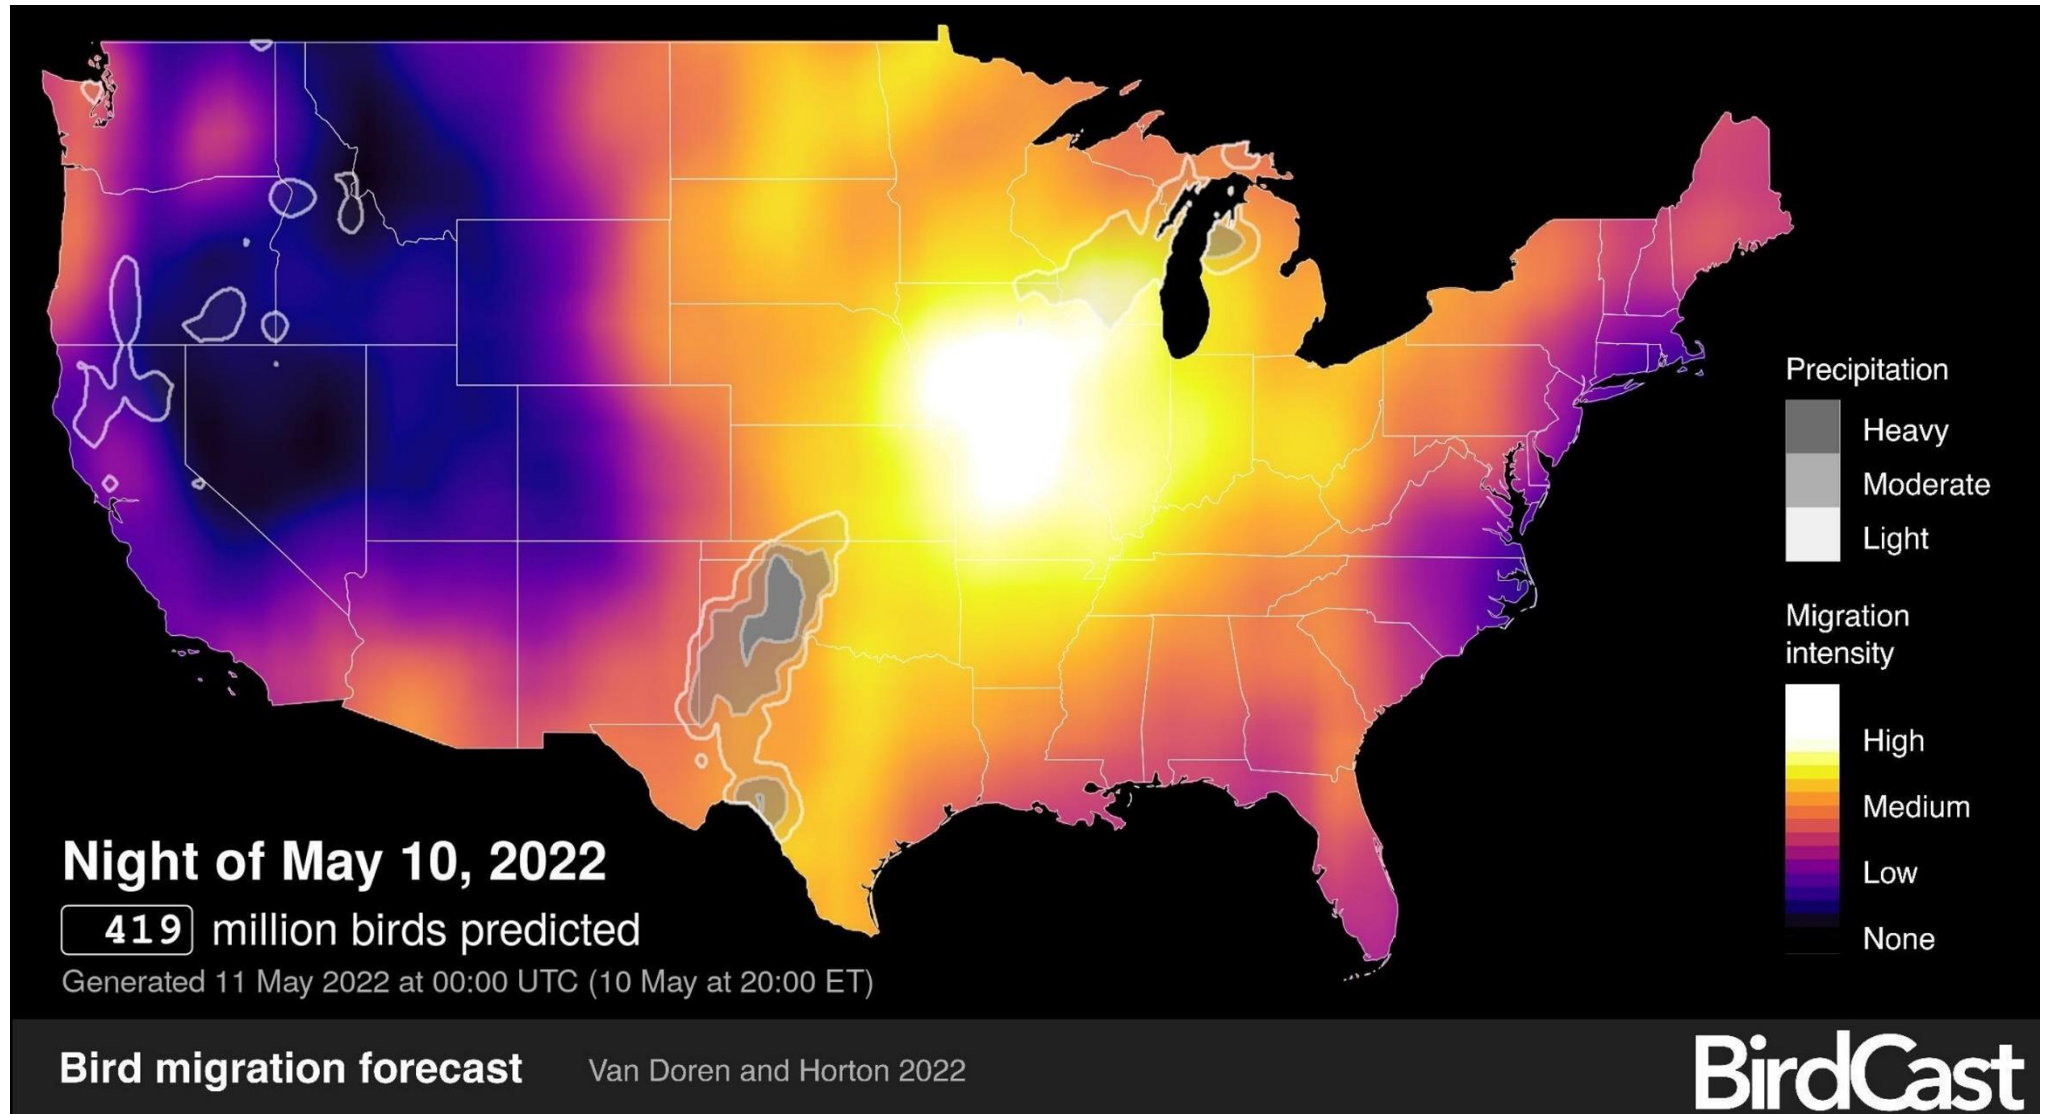 Precipitation
Heavy
Moderate
Light
Migration
intensity
High
Medium
Low
None
Night of May 10, 2022
419 million birds predicted
Generated 11 May 2022 at 00:00 UTC (10 May at 20:00 ET)
Bird migration forecast Van Doren and Horton 2022
BirdCast